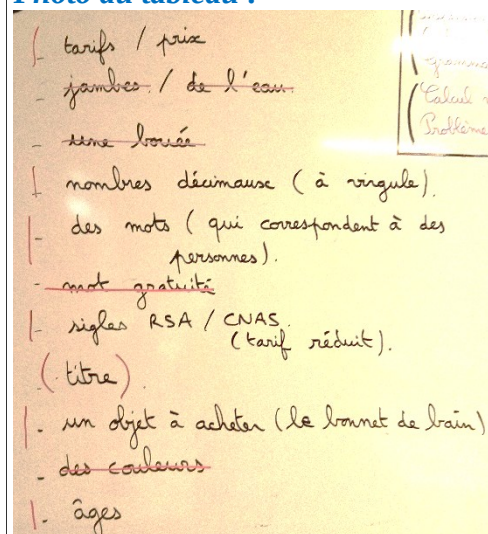 Photo du tableau :
- tarifs / prix
- jambes / de l'eau
- une bouée
- nombres décimaux (à virgule).
- des mots (qui correspondent à des
personnes).
- mot gratuité
- sigles RSA / CNAS.
(tarif réduit).
(titre).
- un objet à acheter (le bonnet de bain)
- des couleurs
- âges
Calcul
Problème